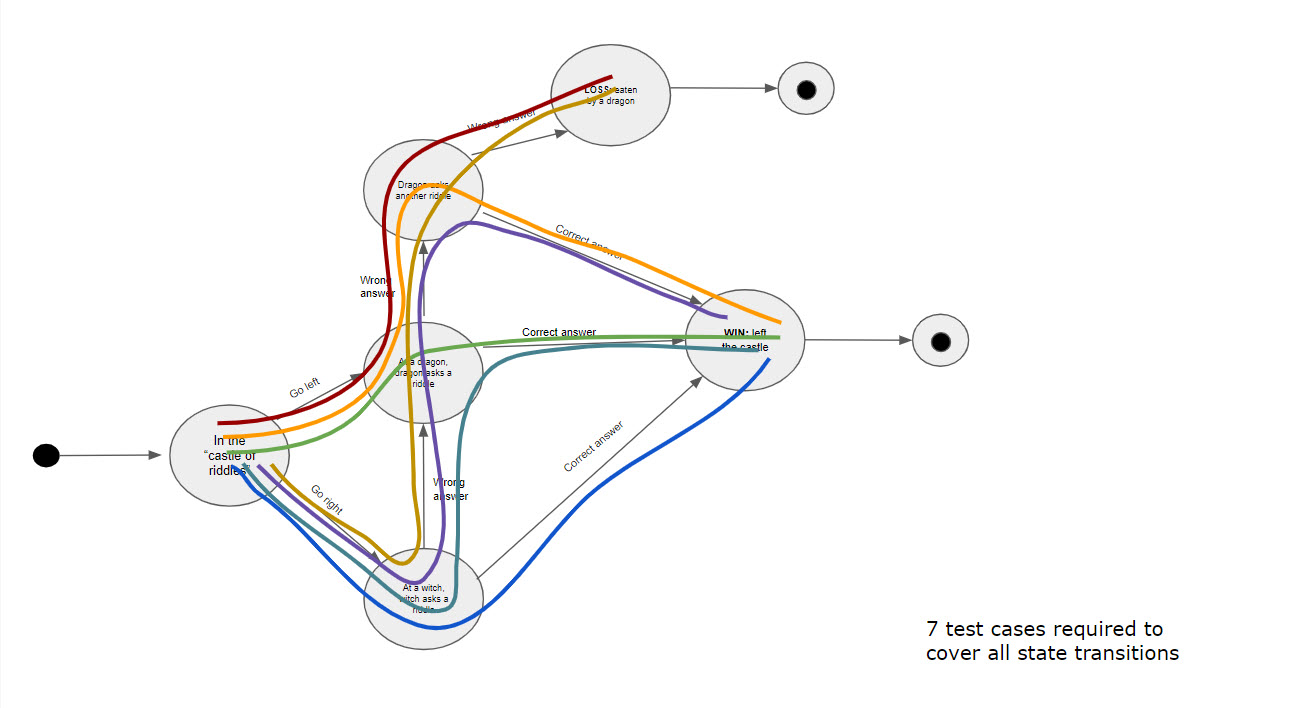 LOSS: eaten
by a dragon
Wrong answer
Dragon asks
another riddle
Correct answer
Wrong
answer
Correct answer
WIN: left
the castle
At a dragon,
dragon asks a
riddle
Go left
In the
“castle of
riddles”
Correct answer
Go right
Wrong
answer
At a witch,
witch asks a
riddle
7 test cases required to
cover all state transitions